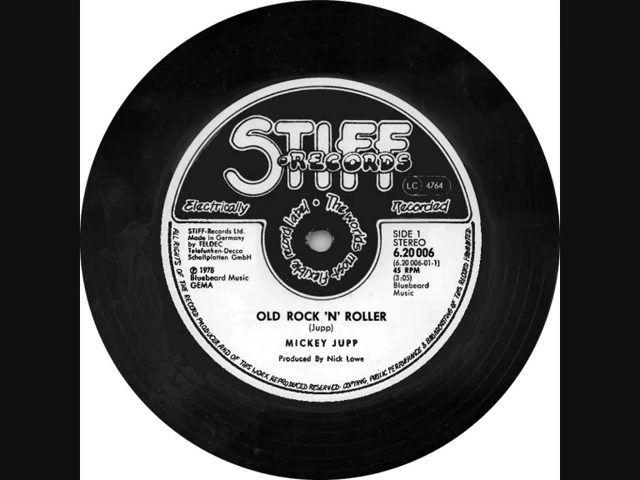 STIFF
RECORDS
LC 4764
Electrically
Recorded
The worlds most flexible record label
STIFF-Records Ltd.
Made in Germany
by TELDEC
Telefunken-Decca
Schallplatten GmbH
℗ 1978
Bluebeard Music
GEMA
SIDE 1
STEREO
6.20 006
(6.20 006-01-1)
45 RPM
(3:05)
Bluebeard
Music
OLD ROCK 'N' ROLLER
(Jupp)
MICKEY JUPP
Produced By Nick Lowe
ALL RIGHTS OF THE RECORD PRODUCER AND OF THIS WORK REPRODUCED RESERVED COPYING, PUBLIC PERFORMANCE & BROADCASTING OF THIS RECORD PROHIBITED